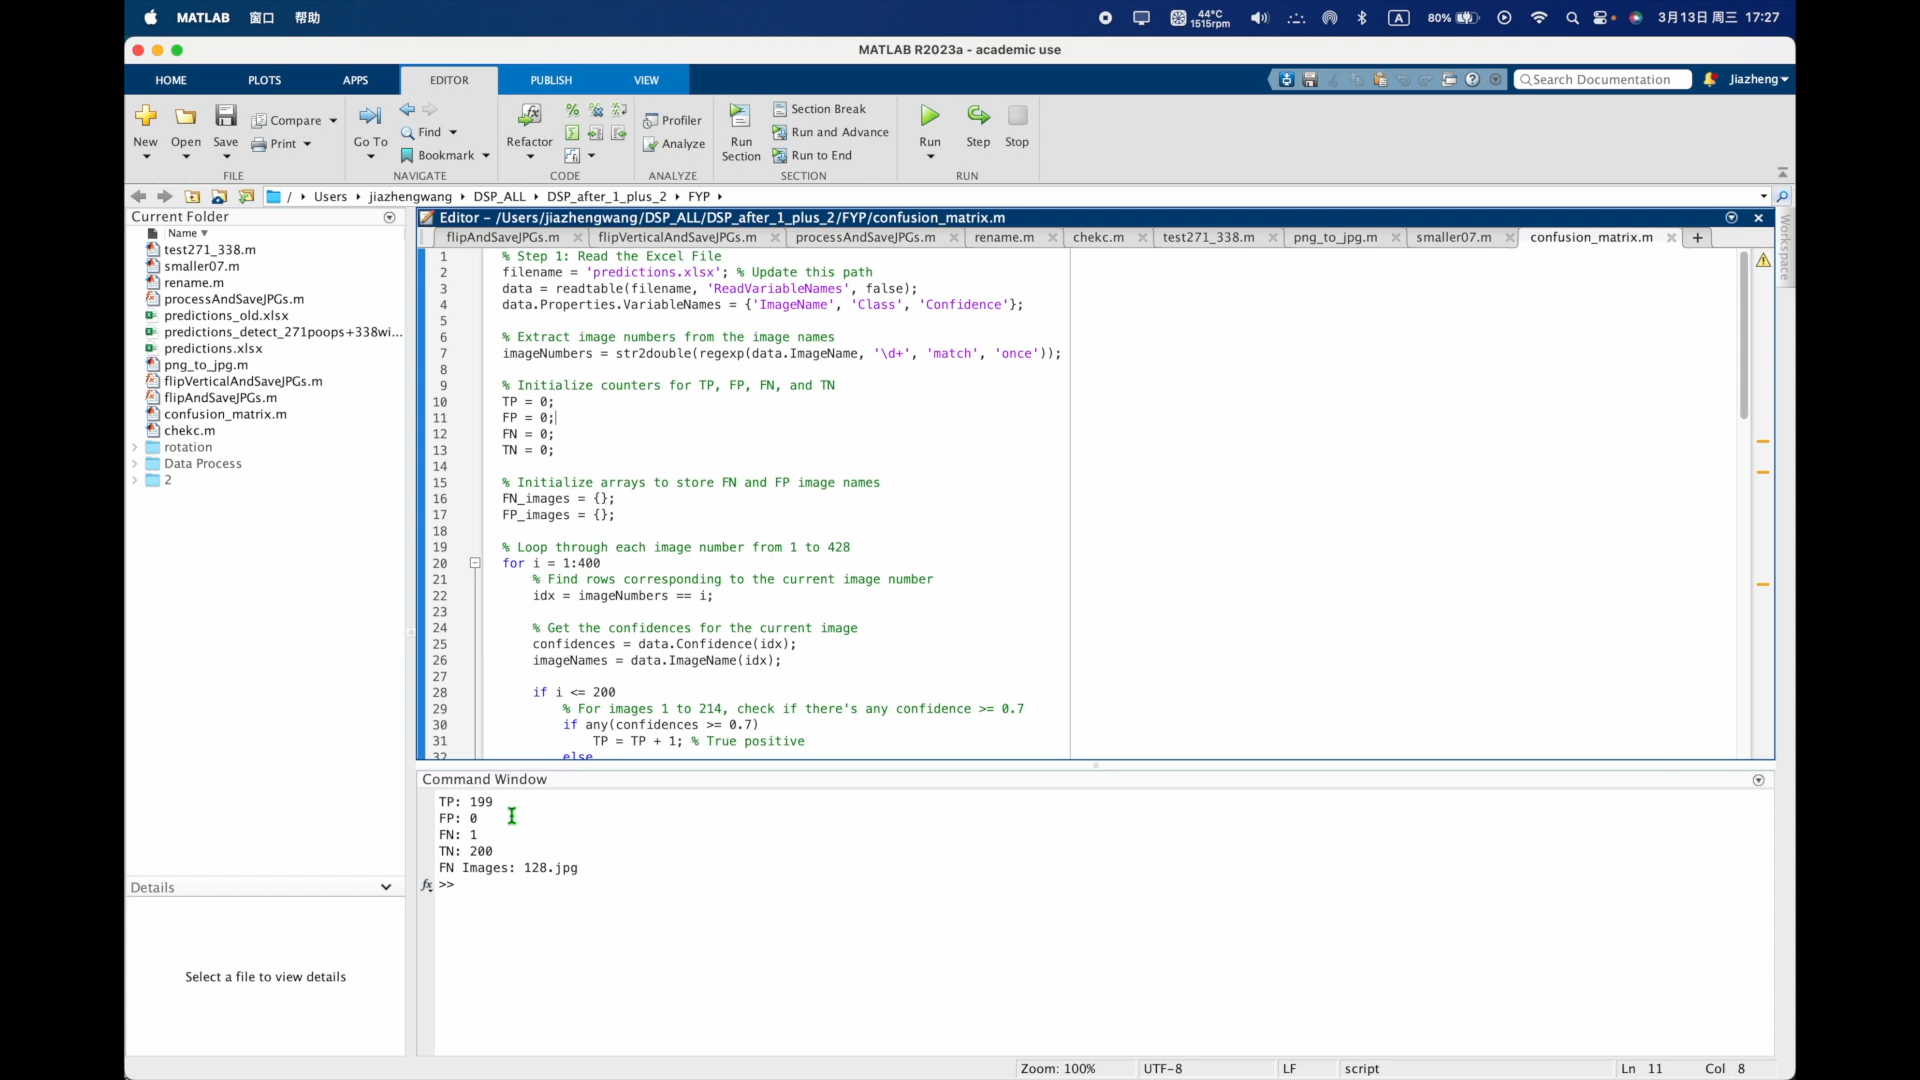 MATLAB 窗口 帮助
44°C
1515rpm
A
80%
3月13日 周三 17:27
MATLAB R2023a - academic use
HOME PLOTS APPS EDITOR PUBLISH VIEW
Search Documentation
Jiazheng
New
Open
Save
Compare
Print
FILE
Go To
Find
Bookmark
NAVIGATE
Refactor
CODE
Profiler
Analyze
ANALYZE
Run
Section
Section Break
Run and Advance
Run to End
SECTION
Run
Step
Stop
RUN
/ Users jiazhengwang DSP_ALL DSP_after_1_plus_2 FYP
Current Folder
Name
test271_338.m
smaller07.m
rename.m
processAndSaveJPGs.m
predictions_old.xlsx
predictions_detect_271poops+338wi...
predictions.xlsx
png_to_jpg.m
flipVerticalAndSaveJPGs.m
flipAndSaveJPGs.m
confusion_matrix.m
chekc.m
rotation
Data Process
2
Details
Select a file to view details
Editor - /Users/jiazhengwang/DSP_ALL/DSP_after_1_plus_2/FYP/confusion_matrix.m
flipAndSaveJPGs.m flipVerticalAndSaveJPGs.m processAndSaveJPGs.m rename.m chekc.m test271_338.m png_to_jpg.m smaller07.m confusion_matrix.m
1 % Step 1: Read the Excel File
2 filename = 'predictions.xlsx'; % Update this path
3 data = readtable(filename, 'ReadVariableNames', false);
4 data.Properties.VariableNames = {'ImageName', 'Class', 'Confidence'};
5
6 % Extract image numbers from the image names
7 imageNumbers = str2double(regexp(data.ImageName, '\d+', 'match', 'once'));
8
9 % Initialize counters for TP, FP, FN, and TN
10 TP = 0;
11 FP = 0;
12 FN = 0;
13 TN = 0;
14
15 % Initialize arrays to store FN and FP image names
16 FN_images = {};
17 FP_images = {};
18
19 % Loop through each image number from 1 to 428
20 for i = 1:400
21 % Find rows corresponding to the current image number
22 idx = imageNumbers == i;
23
24 % Get the confidences for the current image
25 confidences = data.Confidence(idx);
26 imageNames = data.ImageName(idx);
27
28 if i <= 200
29 % For images 1 to 214, check if there's any confidence >= 0.7
30 if any(confidences >= 0.7)
31 TP = TP + 1; % True positive
32 else
Workspace
Command Window
TP: 199
FP: 0
FN: 1
TN: 200
FN Images: 128.jpg
fx >>
Zoom: 100% UTF-8 LF script Ln 11 Col 8